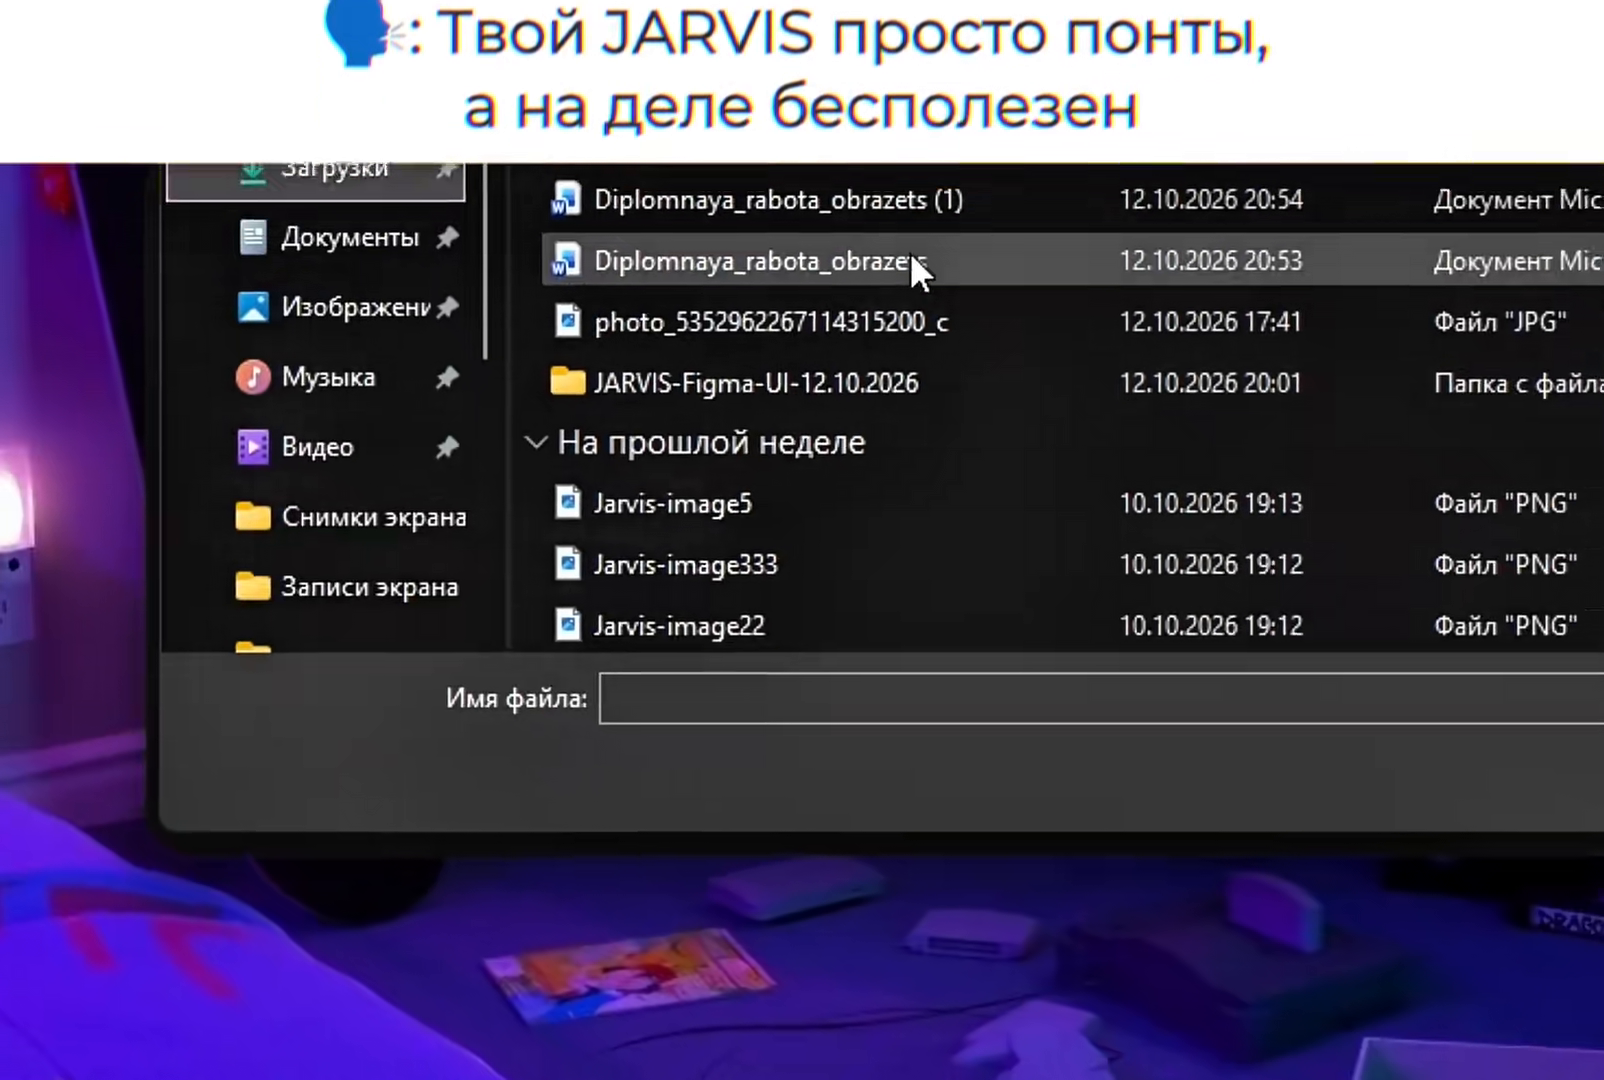 : Твой JARVIS просто понты,
а на деле бесполезен
Загрузки
Diplomnaya_rabota_obrazets (1) 12.10.2026 20:54 Документ Mic
Документы
Diplomnaya_rabota_obrazets 12.10.2026 20:53 Документ Mic
Изображени
photo_5352962267114315200_c 12.10.2026 17:41 Файл "JPG"
Музыка
JARVIS-Figma-UI-12.10.2026 12.10.2026 20:01 Папка с файла
Видео
На прошлой неделе
Снимки экрана
Jarvis-image5 10.10.2026 19:13 Файл "PNG"
Записи экрана
Jarvis-image333 10.10.2026 19:12 Файл "PNG"
Jarvis-image22 10.10.2026 19:12 Файл "PNG"
Имя файла: